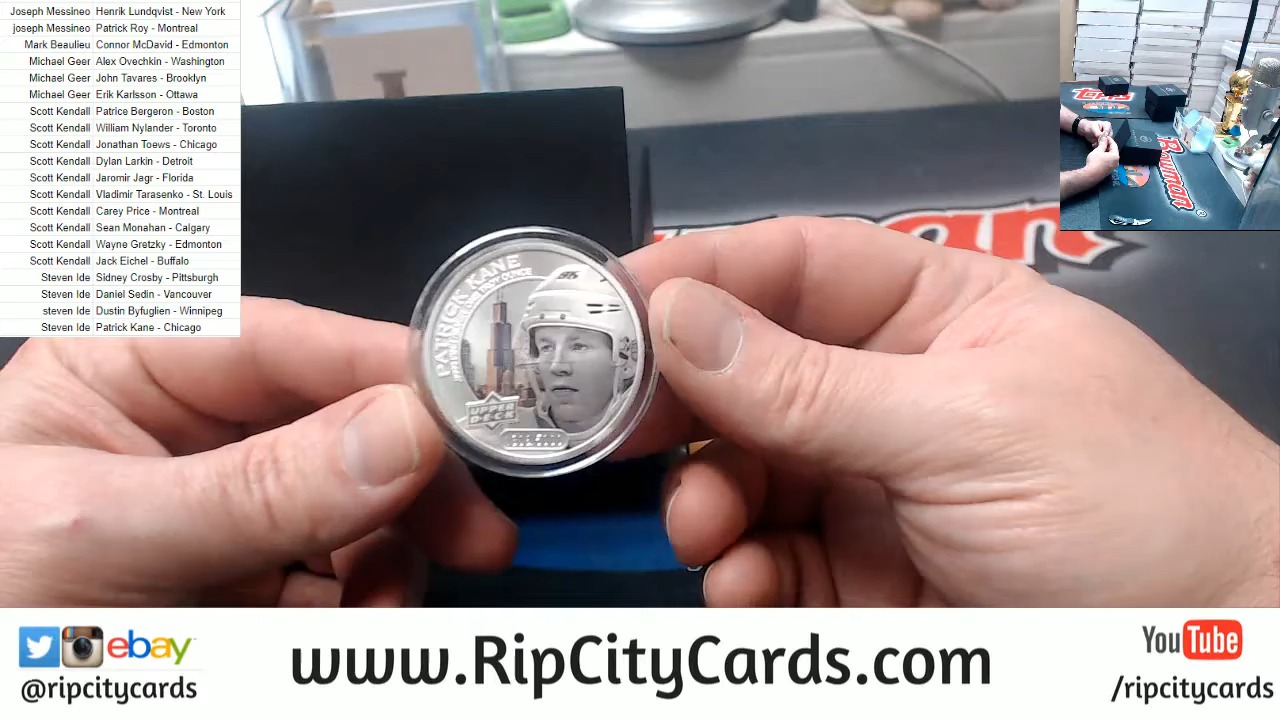 Joseph Messineo Henrik Lundqvist - New York
joseph Messineo Patrick Roy - Montreal
Mark Beaulieu Connor McDavid - Edmonton
Michael Geer Alex Ovechkin - Washington
Michael Geer John Tavares - Brooklyn
Michael Geer Erik Karlsson - Ottawa
Scott Kendall Patrice Bergeron - Boston
Scott Kendall William Nylander - Toronto
Scott Kendall Jonathan Toews - Chicago
Scott Kendall Dylan Larkin - Detroit
Scott Kendall Jaromir Jagr - Florida
Scott Kendall Vladimir Tarasenko - St. Louis
Scott Kendall Carey Price - Montreal
Scott Kendall Sean Monahan - Calgary
Scott Kendall Wayne Gretzky - Edmonton
Scott Kendall Jack Eichel - Buffalo
Steven Ide Sidney Crosby - Pittsburgh
Steven Ide Daniel Sedin - Vancouver
steven Ide Dustin Byfuglien - Winnipeg
Steven Ide Patrick Kane - Chicago
PATRICK KANE
UPPER
DECK
TOPPS
Bowman
ebay
@ripcitycards
www.RipCityCards.com
YouTube
/ripcitycards